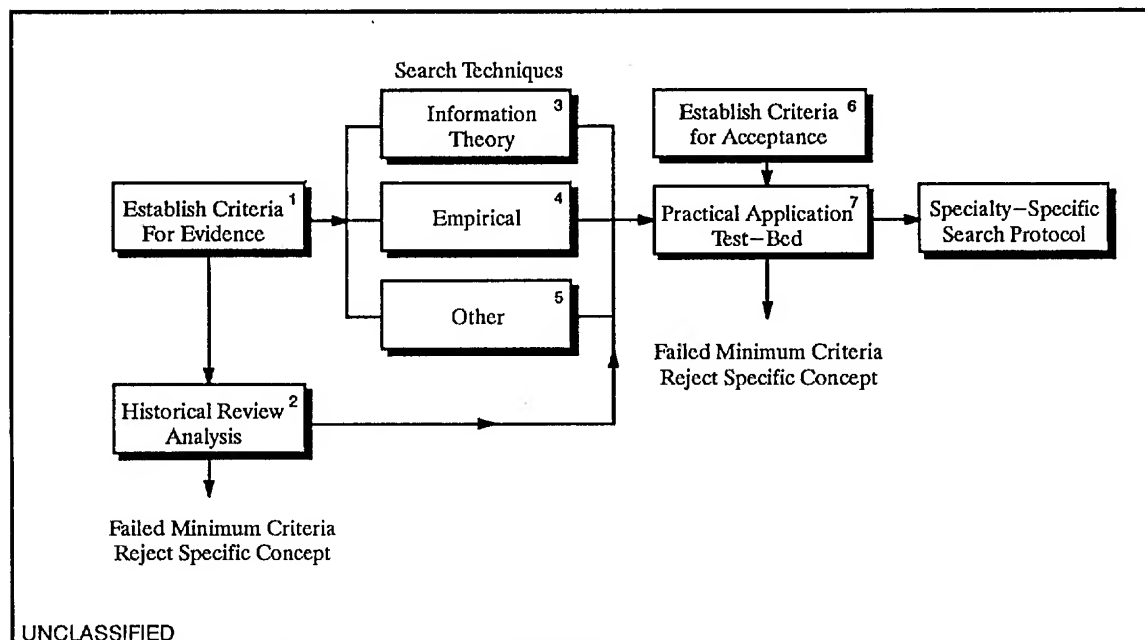 Search Techniques
Information 3
Theory
Establish Criteria 6
for Acceptance
Establish Criteria 1
For Evidence
Empirical 4
Practical Application 7
Test-Bed
Specialty-Specific
Search Protocol
Other 5
Failed Minimum Criteria
Reject Specific Concept
Historical Review 2
Analysis
Failed Minimum Criteria
Reject Specific Concept
UNCLASSIFIED